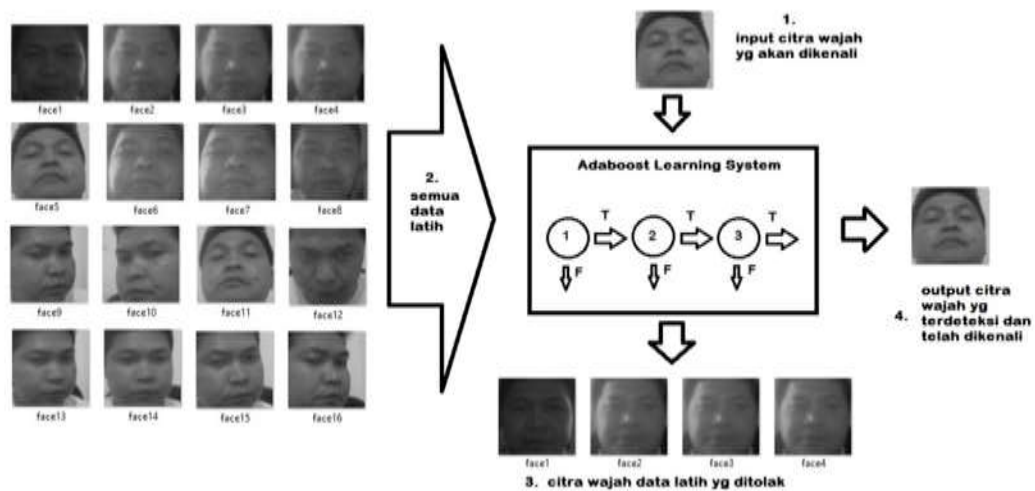 face1
face2
face3
face4
face5
face6
face7
face8
face9
face10
face11
face12
face13
face14
face15
face16
2.
semua
data
latih
1.
input citra wajah
yg akan dikenali
Adaboost Learning System
T
T
T
1
2
3
F
F
F
4. output citra
wajah yg
terdeteksi dan
telah dikenali
face1
face2
face3
face4
3. citra wajah data latih yg ditolak